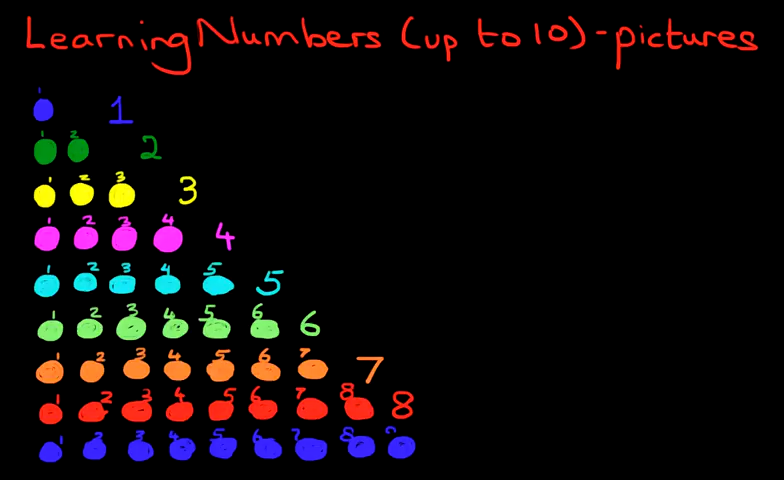 Learning Numbers (up to 10) - pictures
1 1
1 2 2
1 2 3 3
1 2 3 4 4
1 2 3 4 5 5
1 2 3 4 5 6 6
1 2 3 4 5 6 7 7
1 2 3 4 5 6 7 8 8
1 2 3 4 5 6 7 8